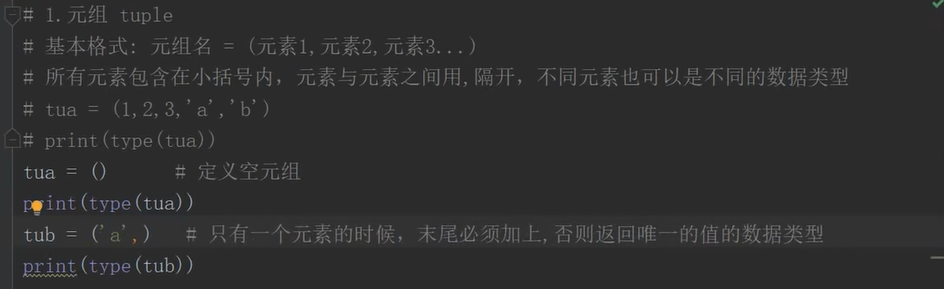 # 1.元组 tuple
# 基本格式: 元组名 = (元素1,元素2,元素3...)
# 所有元素包含在小括号内，元素与元素之间用,隔开，不同元素也可以是不同的数据类型
# tua = (1,2,3,'a','b')
# print(type(tua))
tua = ()      # 定义空元组
print(type(tua))
tub = ('a',)   # 只有一个元素的时候，末尾必须加上,否则返回唯一的值的数据类型
print(type(tub))